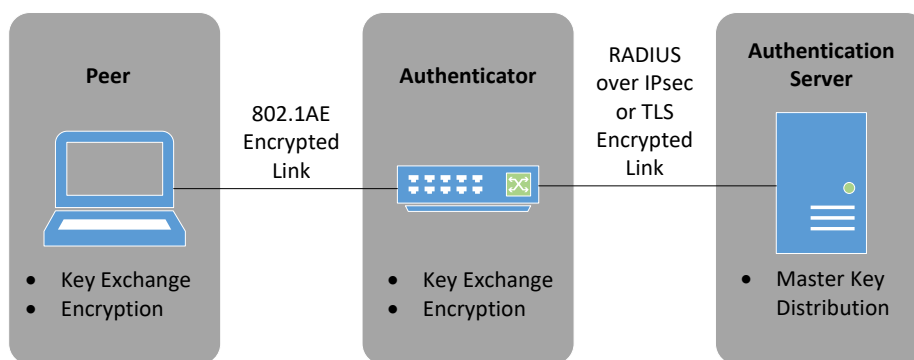 Peer
802.1AE
Encrypted
Link
Authenticator
RADIUS
over IPsec
or TLS
Encrypted
Link
Authentication
Server
• Key Exchange
• Encryption
• Key Exchange
• Encryption
• Master Key
Distribution